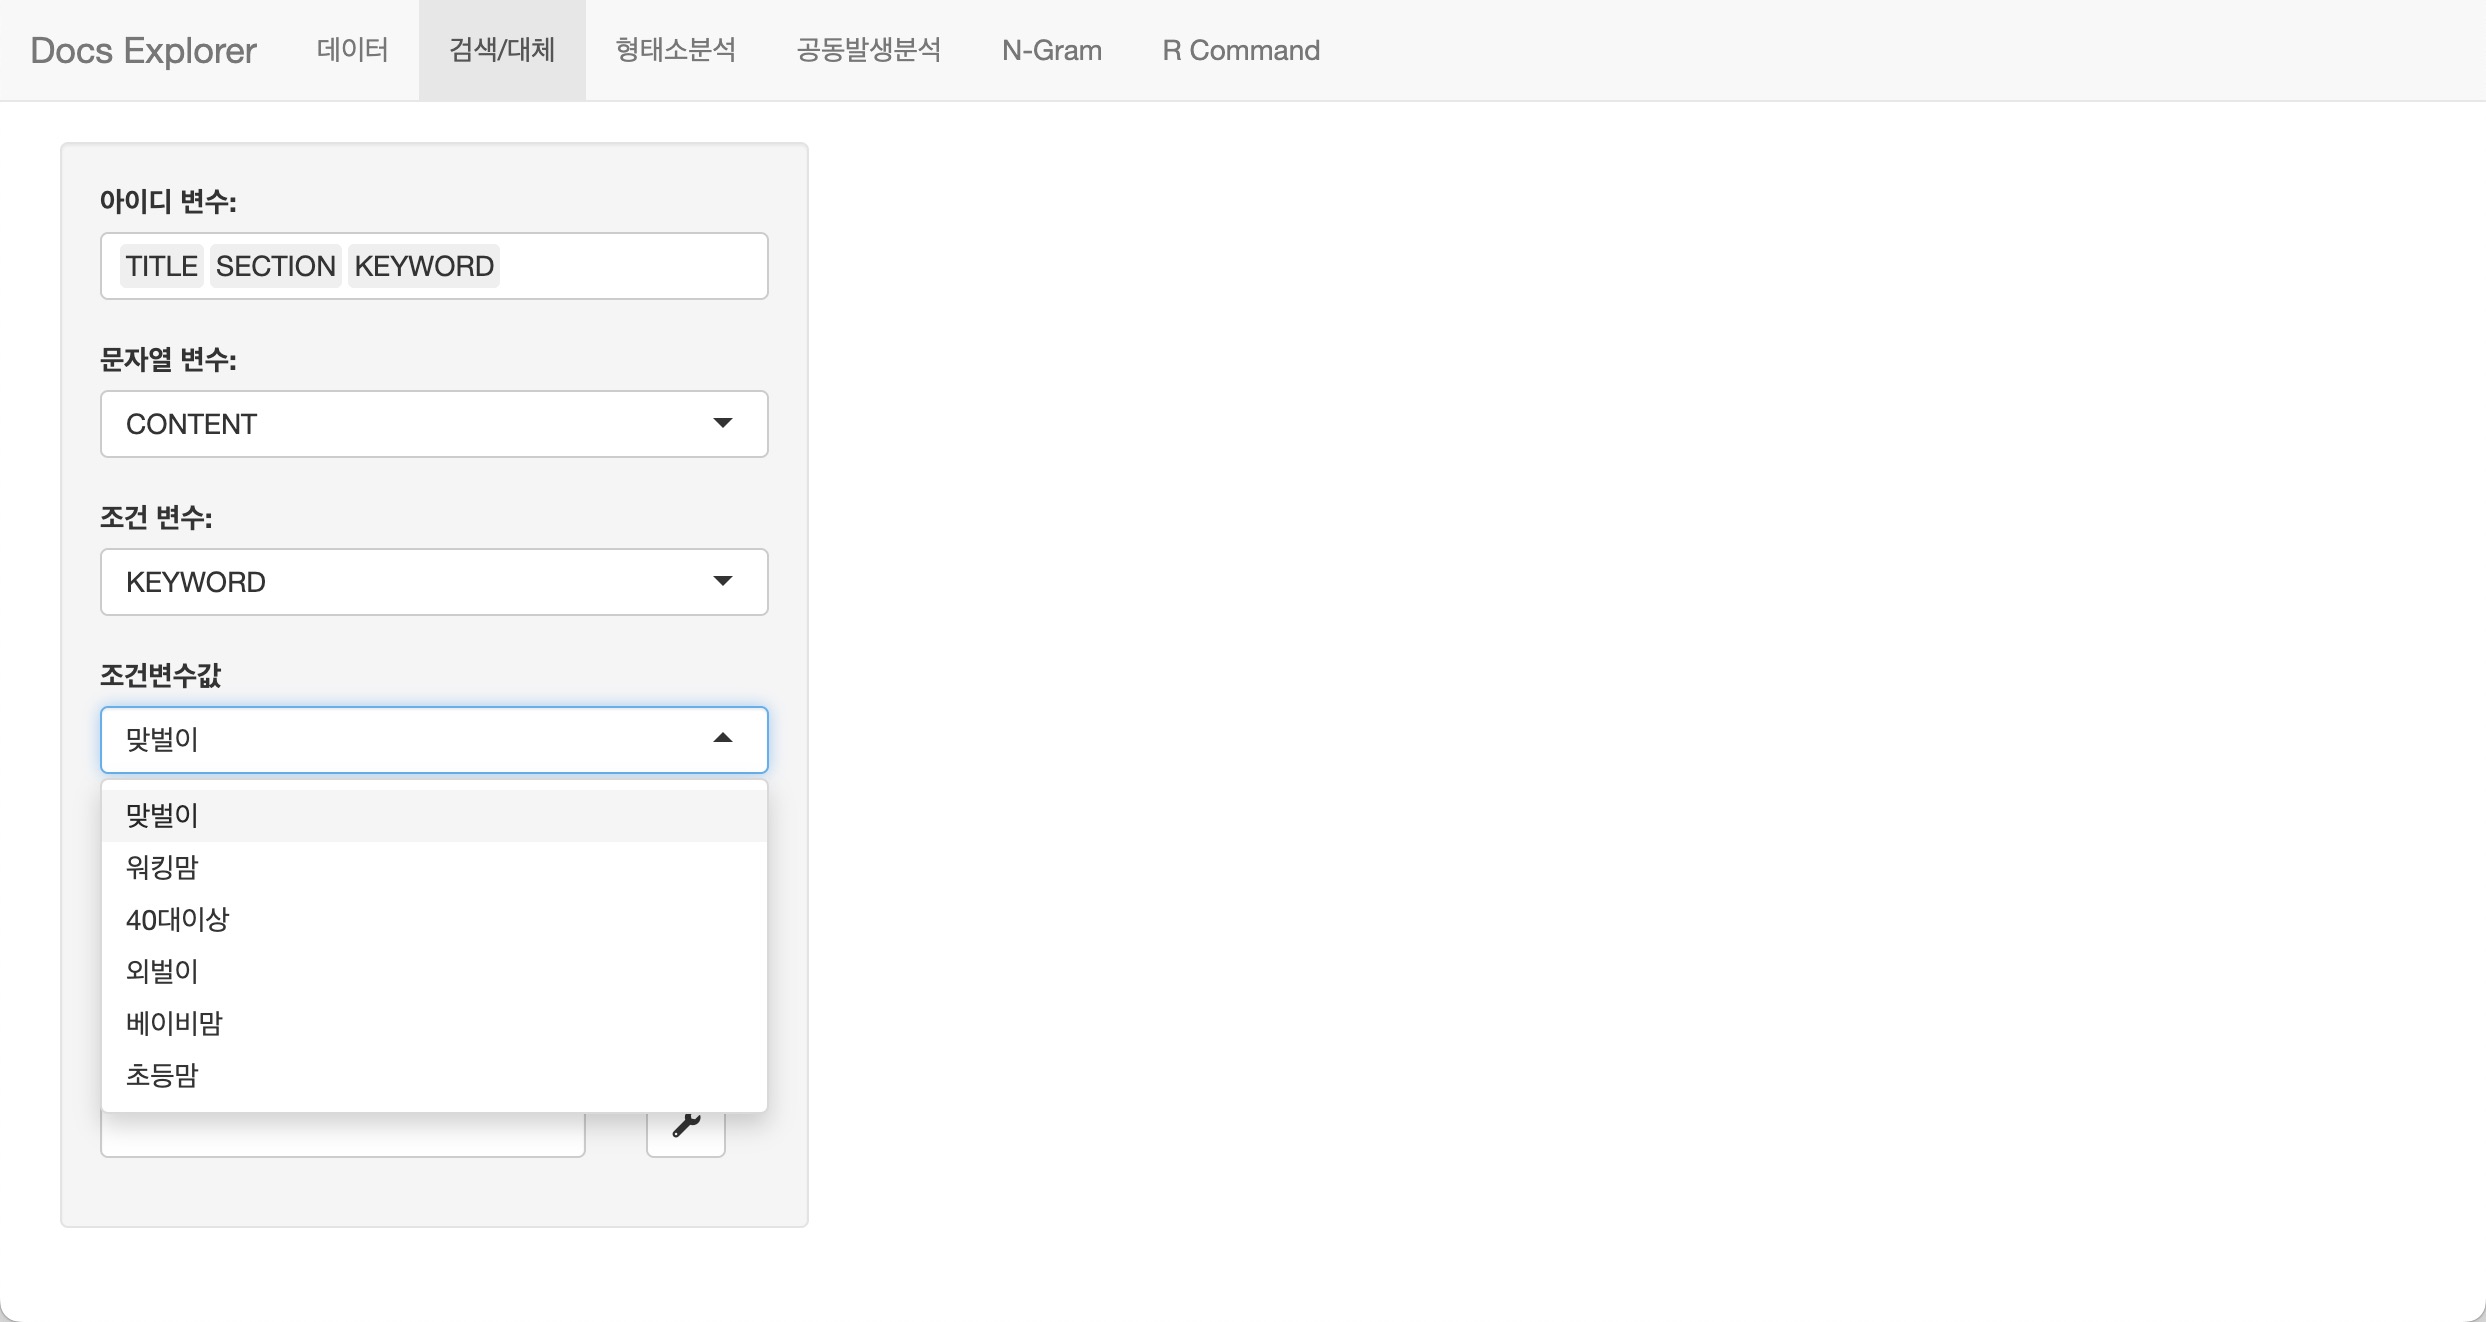 Docs Explorer 데이터 검색/대체 형태소분석 공동발생분석 N-Gram R Command
아이디 변수:
TITLE SECTION KEYWORD
문자열 변수:
CONTENT
조건 변수:
KEYWORD
조건변수값
맞벌이
맞벌이
워킹맘
40대이상
외벌이
베이비맘
초등맘